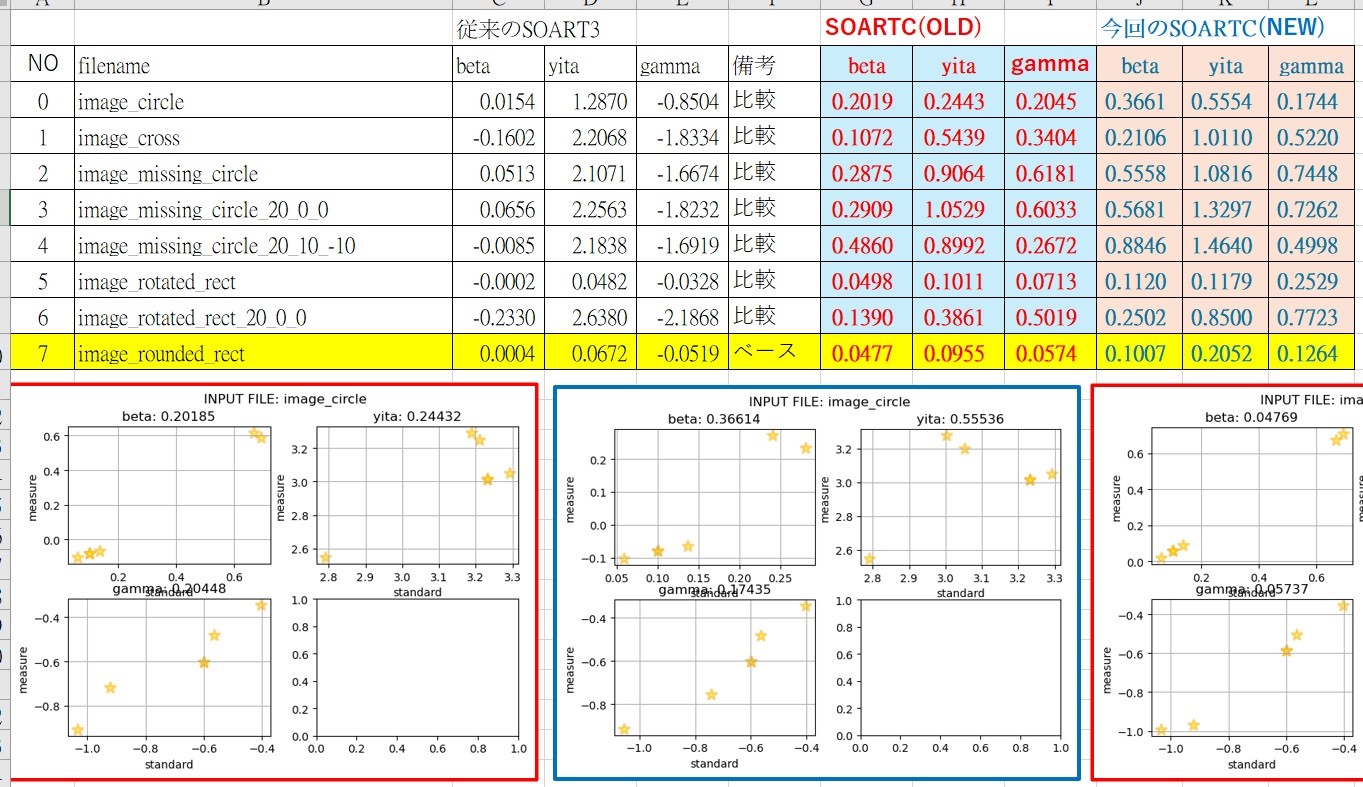 A B C D E F G H I J K L
従来のSOART3 SOARTC(OLD) 今回のSOARTC(NEW)
NO filename beta yita gamma 備考 beta yita gamma beta yita gamma
0 image_circle 0.0154 1.2870 -0.8504 比較 0.2019 0.2443 0.2045 0.3661 0.5554 0.1744
1 image_cross -0.1602 2.2068 -1.8334 比較 0.1072 0.5439 0.3404 0.2106 1.0110 0.5220
2 image_missing_circle 0.0513 2.1071 -1.6674 比較 0.2875 0.9064 0.6181 0.5558 1.0816 0.7448
3 image_missing_circle_20_0_0 0.0656 2.2563 -1.8232 比較 0.2909 1.0529 0.6033 0.5681 1.3297 0.7262
4 image_missing_circle_20_10_-10 -0.0085 2.1838 -1.6919 比較 0.4860 0.8992 0.2672 0.8846 1.4640 0.4998
5 image_rotated_rect -0.0002 0.0482 -0.0328 比較 0.0498 0.1011 0.0713 0.1120 0.1179 0.2529
6 image_rotated_rect_20_0_0 -0.2330 2.6380 -2.1868 比較 0.1390 0.3861 0.5019 0.2502 0.8500 0.7723
7 image_rounded_rect 0.0004 0.0672 -0.0519 ベース 0.0477 0.0955 0.0574 0.1007 0.2052 0.1264
INPUT FILE: image_circle
beta: 0.20185
yita: 0.24432
0.6
0.4
0.2
0.0
measure
0.2 0.4 0.6
standard
3.2
3.0
2.8
2.6
measure
2.8 2.9 3.0 3.1 3.2 3.3
standard
gamma: 0.20448
−0.4
−0.6
−0.8
measure
−1.0 −0.8 −0.6 −0.4
standard
1.0
0.8
0.6
0.4
0.2
0.0
0.0 0.2 0.4 0.6 0.8 1.0
INPUT FILE: image_circle
beta: 0.36614
yita: 0.55536
0.2
0.1
0.0
−0.1
measure
0.05 0.10 0.15 0.20 0.25
standard
3.2
3.0
2.8
2.6
measure
2.8 2.9 3.0 3.1 3.2 3.3
standard
gamma: 0.17435
−0.4
−0.6
−0.8
measure
−1.0 −0.8 −0.6 −0.4
standard
1.0
0.8
0.6
0.4
0.2
0.0
0.0 0.2 0.4 0.6 0.8 1.0
INPUT FILE: ima
beta: 0.04769
0.6
0.4
0.2
0.0
measure
0.2 0.4 0.6
standard
gamma: 0.05737
−0.4
−0.6
−0.8
−1.0
measure
−1.0 −0.8 −0.6 −0.4
standard